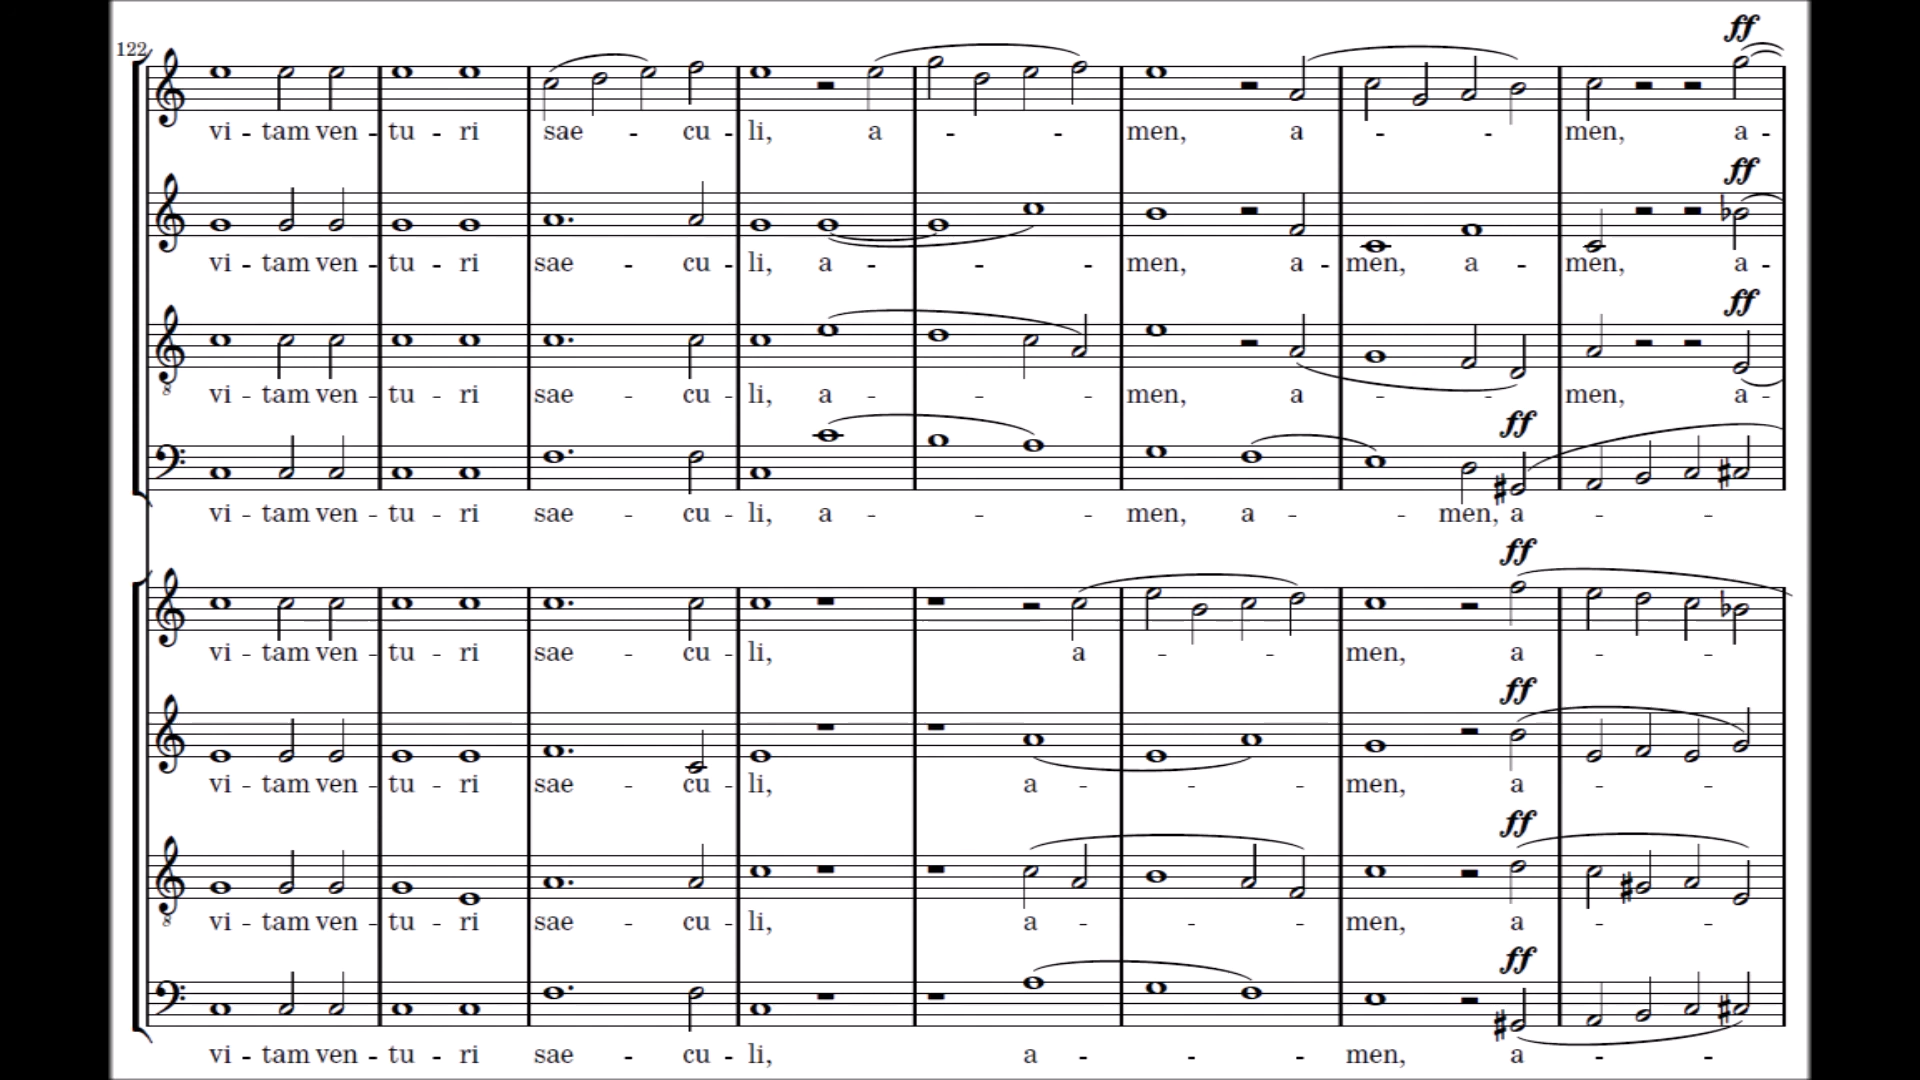 ff
122
vi - tam ven - tu - ri sae - cu - li, a - - men, a - - men, a -
ff
vi - tam ven - tu - ri sae - cu - li, a - - - men, a - men, a - men, a -
ff
vi - tam ven - tu - ri sae - cu - li, a - - - men, a - - men, a -
ff
vi - tam ven - tu - ri sae - cu - li, a - - - men, a - - men, a - -
ff
vi - tam ven - tu - ri sae - cu - li, a - - men, a - -
ff
vi - tam ven - tu - ri sae - cu - li, a - - - men, a - -
ff
vi - tam ven - tu - ri sae - cu - li, a - - - men, a - -
ff
vi - tam ven - tu - ri sae - cu - li, a - - - men, a - -